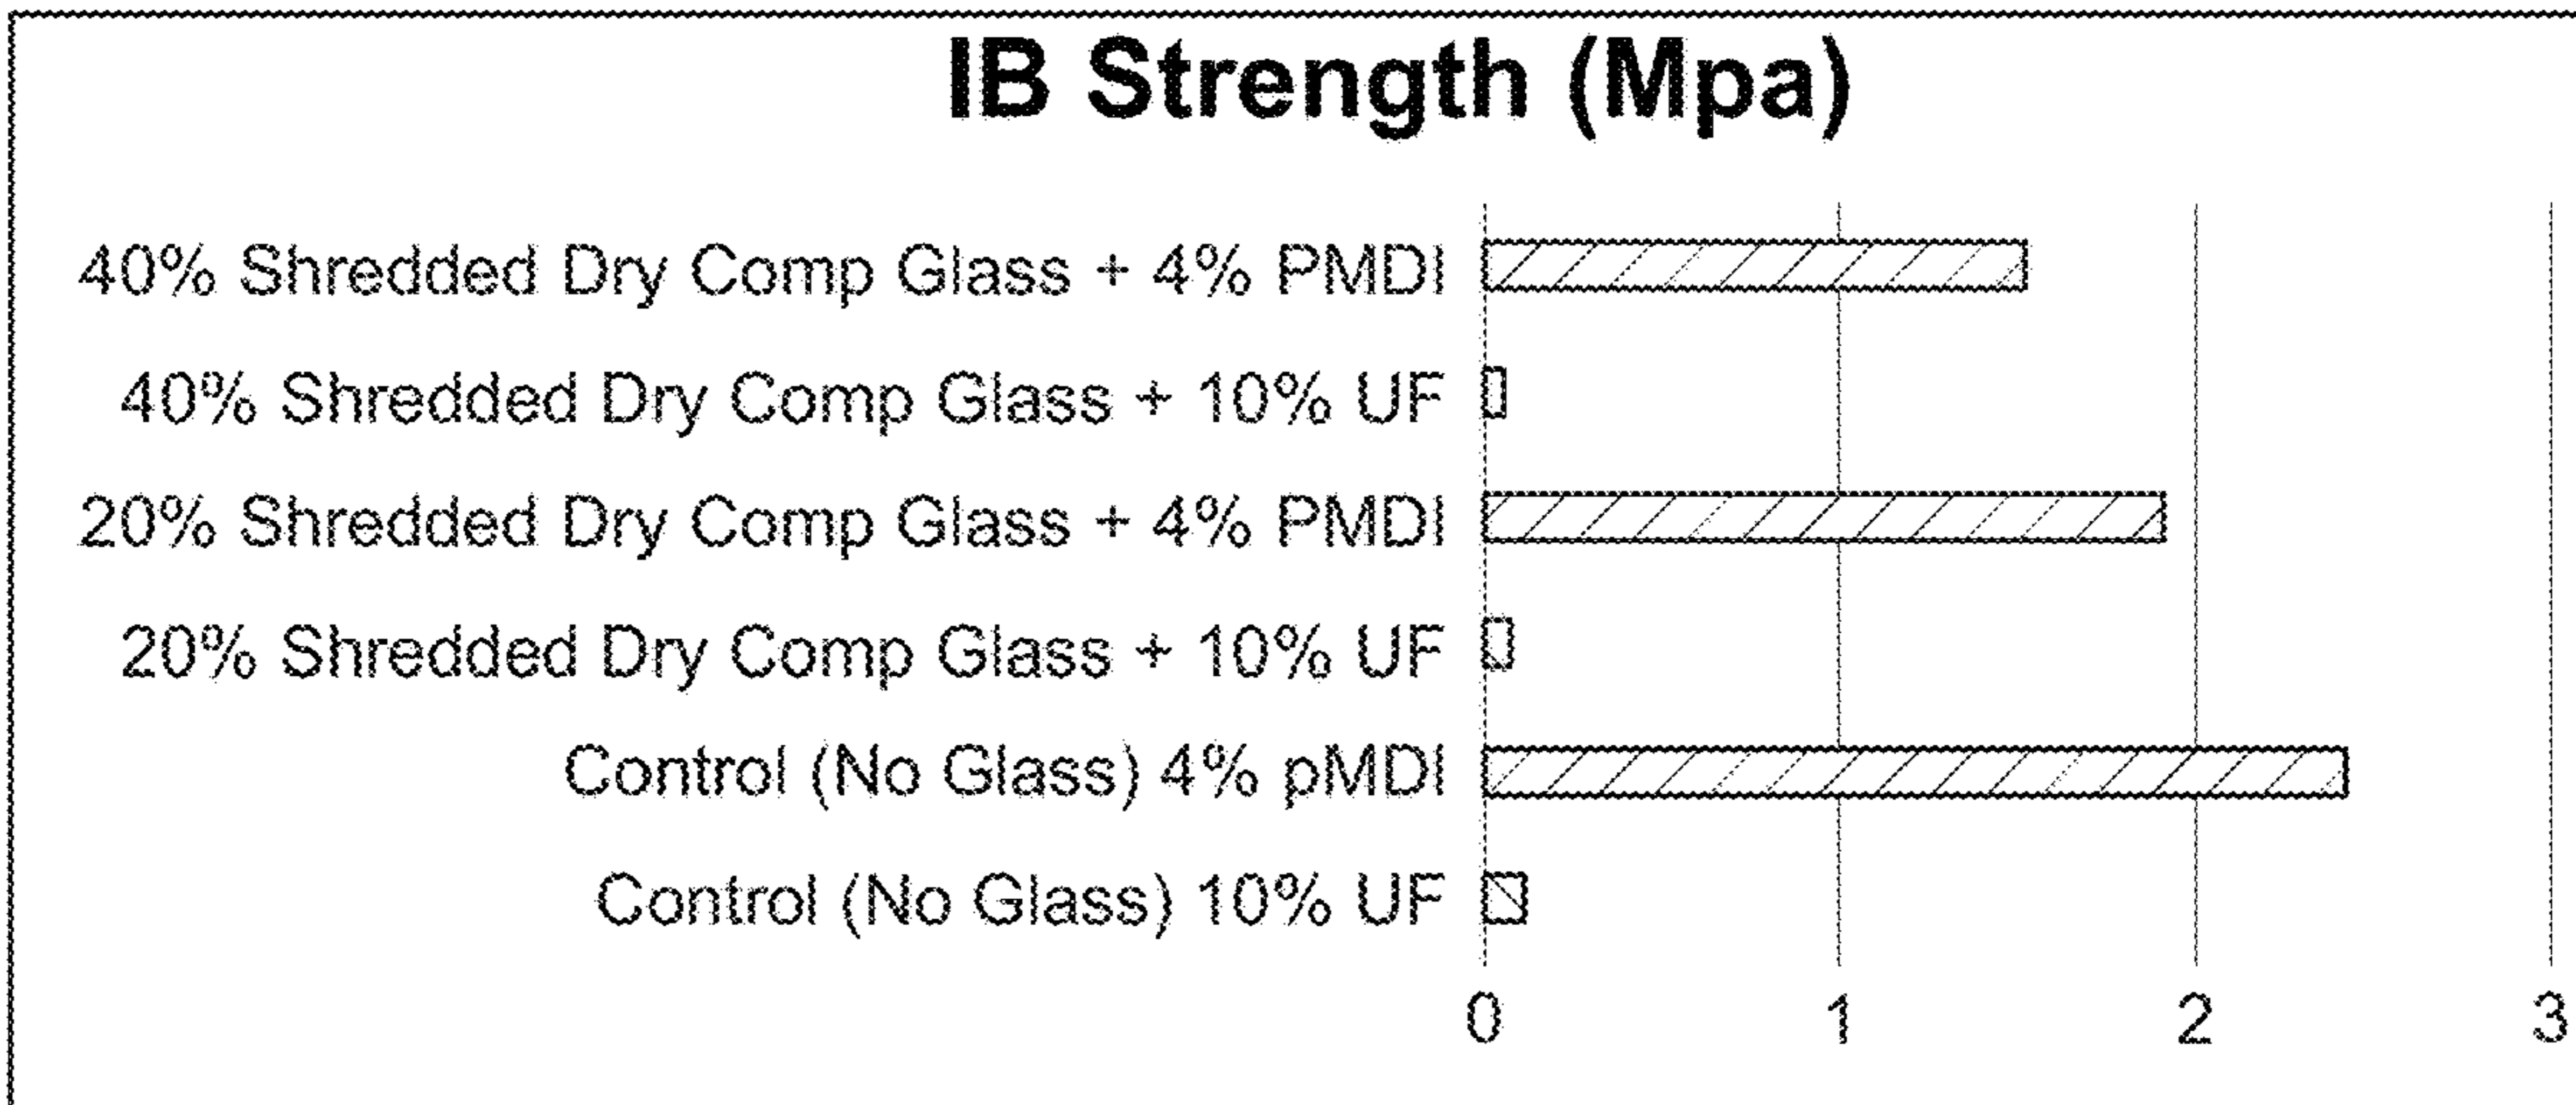 IB Strength (Mpa)
40% Shredded Dry Comp Glass + 4% PMDI
40% Shredded Dry Comp Glass + 10% UF
20% Shredded Dry Comp Glass + 4% PMDI
20% Shredded Dry Comp Glass + 10% UF
Control (No Glass) 4% pMDI
Control (No Glass) 10% UF
0 1 2 3